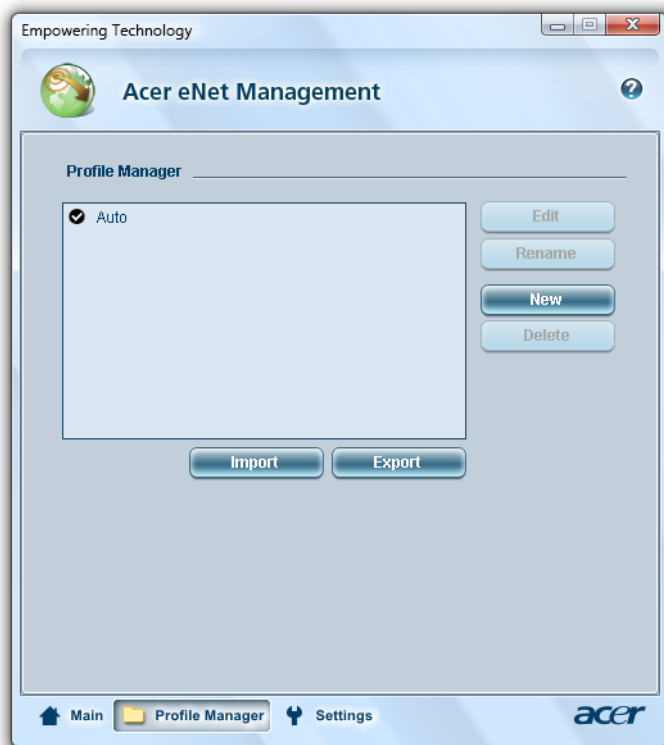 Empowering Technology
Acer eNet Management
?
Profile Manager
Auto
Edit
Rename
New
Delete
Import Export
Main Profile Manager Settings acer